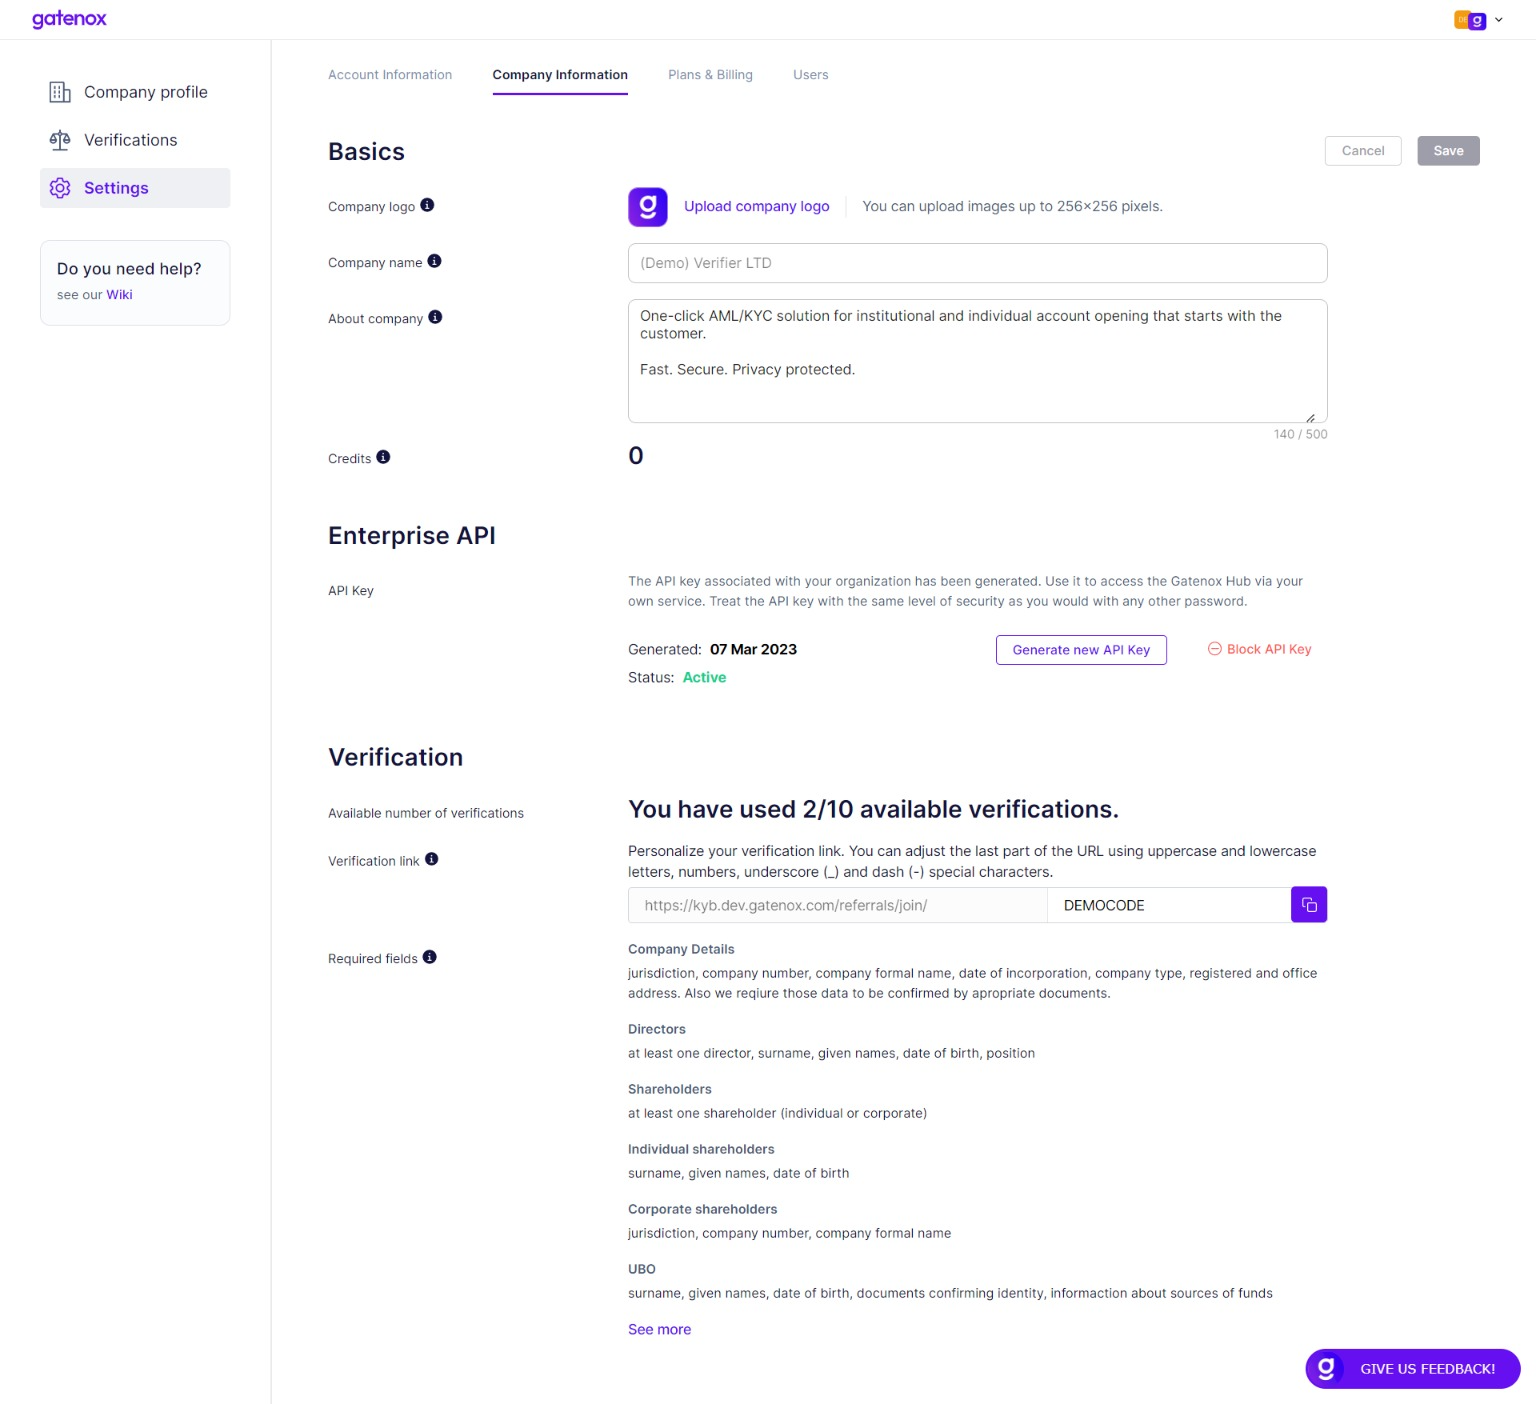 gatenox
DE g
Company profile
Verifications
Settings
Do you need help?
see our Wiki
Account Information
Company Information
Plans & Billing
Users
Basics
Cancel
Save
Company logo
g
Upload company logo
You can upload images up to 256×256 pixels.
Company name
(Demo) Verifier LTD
About company
One-click AML/KYC solution for institutional and individual account opening that starts with the
customer.
Fast. Secure. Privacy protected.
140 / 500
Credits
0
Enterprise API
API Key
The API key associated with your organization has been generated. Use it to access the Gatenox Hub via your
own service. Treat the API key with the same level of security as you would with any other password.
Generated: 07 Mar 2023
Generate new API Key
Block API Key
Status: Active
Verification
Available number of verifications
You have used 2/10 available verifications.
Verification link
Personalize your verification link. You can adjust the last part of the URL using uppercase and lowercase
letters, numbers, underscore (_) and dash (-) special characters.
https://kyb.dev.gatenox.com/referrals/join/
DEMOCODE
Required fields
Company Details
jurisdiction, company number, company formal name, date of incorporation, company type, registered and office
address. Also we reqiure those data to be confirmed by apropriate documents.
Directors
at least one director, surname, given names, date of birth, position
Shareholders
at least one shareholder (individual or corporate)
Individual shareholders
surname, given names, date of birth
Corporate shareholders
jurisdiction, company number, company formal name
UBO
surname, given names, date of birth, documents confirming identity, informaction about sources of funds
See more
g GIVE US FEEDBACK!